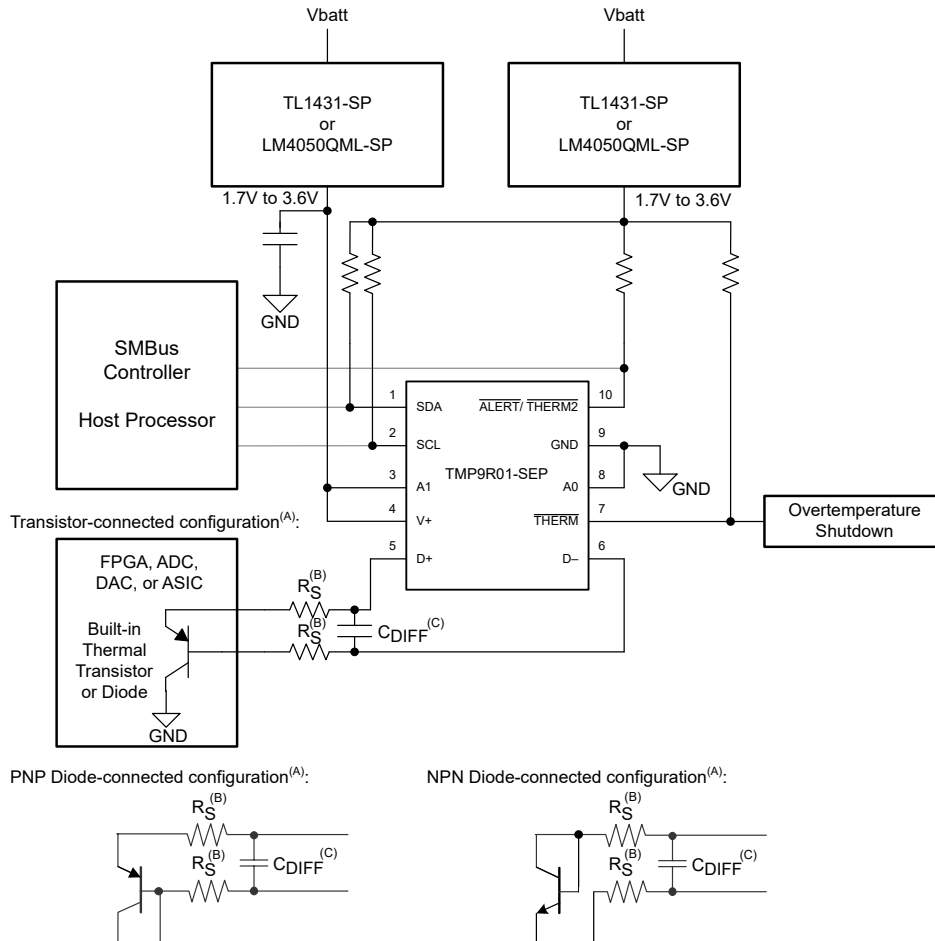 Vbatt
Vbatt
TL1431-SP
or
LM4050QML-SP
TL1431-SP
or
LM4050QML-SP
1.7V to 3.6V
1.7V to 3.6V
GND
SMBus
Controller
Host Processor
1
SDA
2
SCL
3
A1
4
V+
5
D+
TMP9R01-SEP
ALERT/ THERM2
10
GND
9
A0
8
THERM
7
D–
6
GND
Overtemperature
Shutdown
Transistor-connected configuration(A):
FPGA, ADC,
DAC, or ASIC
Built-in
Thermal
Transistor
or Diode
GND
RS(B)
RS(B)
CDIFF(C)
PNP Diode-connected configuration(A):
RS(B)
RS(B)
CDIFF(C)
NPN Diode-connected configuration(A):
RS(B)
RS(B)
CDIFF(C)